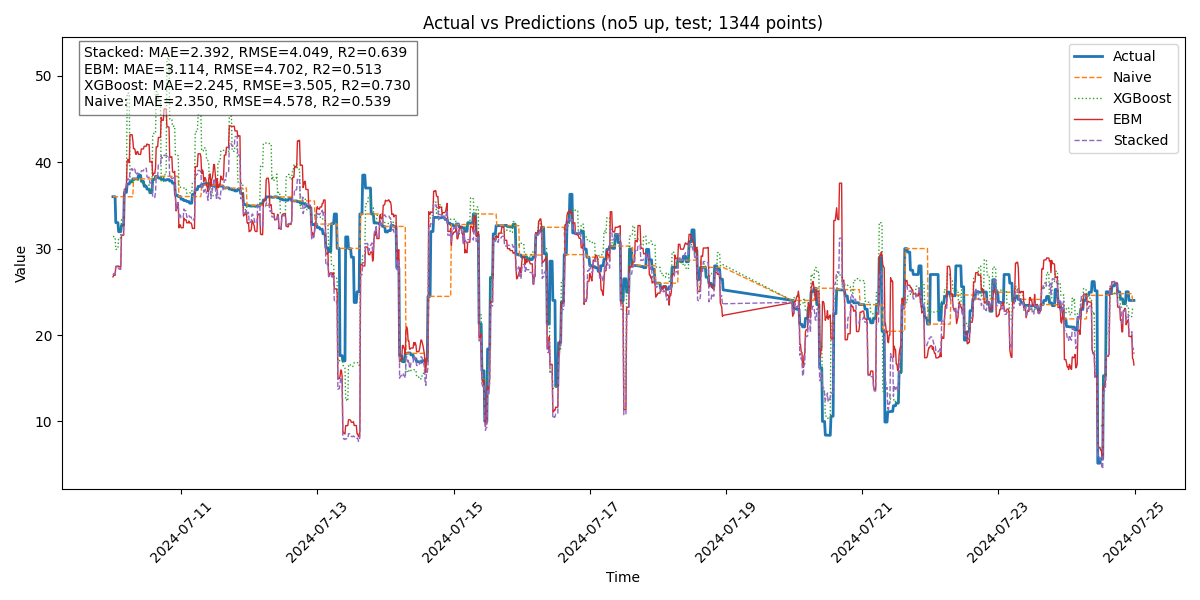 Actual vs Predictions (no5 up, test; 1344 points)
Stacked: MAE=2.392, RMSE=4.049, R2=0.639
EBM: MAE=3.114, RMSE=4.702, R2=0.513
XGBoost: MAE=2.245, RMSE=3.505, R2=0.730
Naive: MAE=2.350, RMSE=4.578, R2=0.539
Actual
Naive
XGBoost
EBM
Stacked
Value
50
40
30
20
10
2024-07-11
2024-07-13
2024-07-15
2024-07-17
2024-07-19
2024-07-21
2024-07-23
2024-07-25
Time